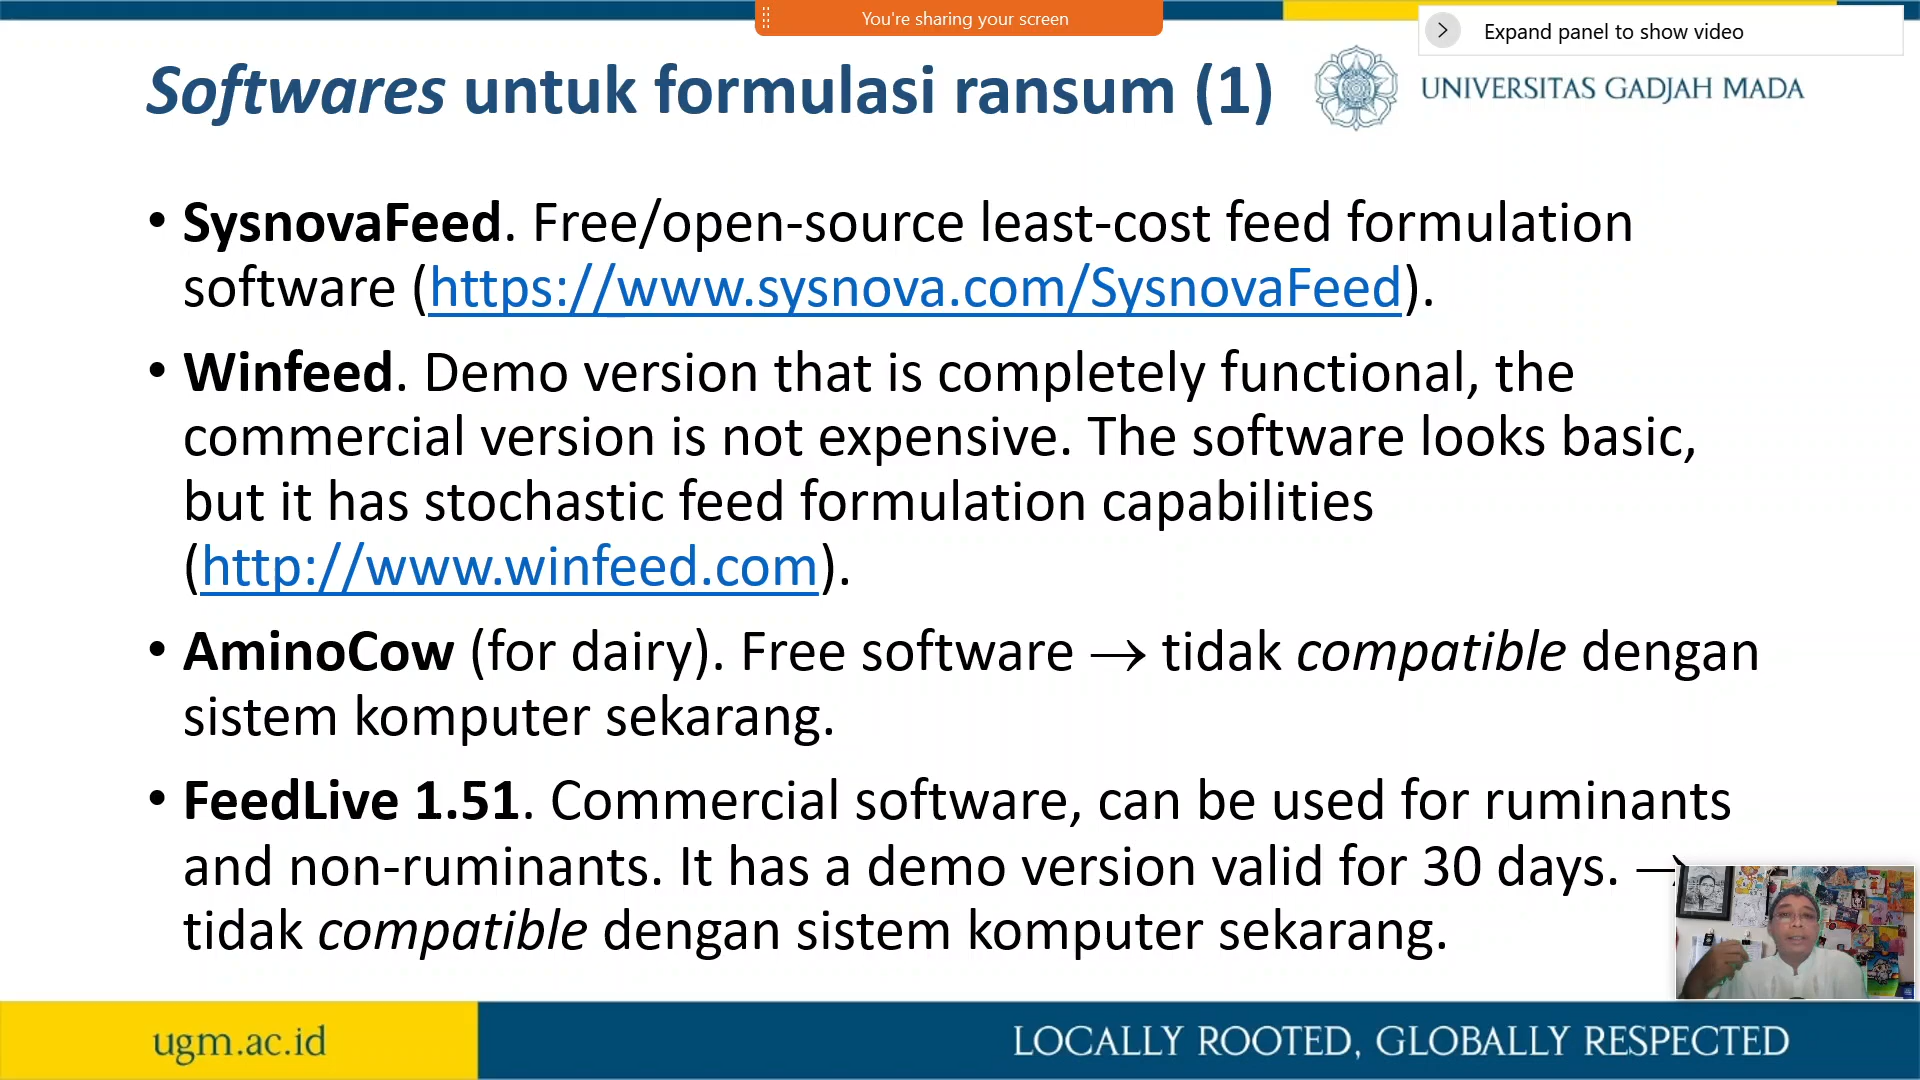 You're sharing your screen
Expand panel to show video
Softwares untuk formulasi ransum (1)
UNIVERSITAS GADJAH MADA
• SysnovaFeed. Free/open-source least-cost feed formulation
software (https://www.sysnova.com/SysnovaFeed).
• Winfeed. Demo version that is completely functional, the
commercial version is not expensive. The software looks basic,
but it has stochastic feed formulation capabilities
(http://www.winfeed.com).
• AminoCow (for dairy). Free software → tidak compatible dengan
sistem komputer sekarang.
• FeedLive 1.51. Commercial software, can be used for ruminants
and non-ruminants. It has a demo version valid for 30 days. →
tidak compatible dengan sistem komputer sekarang.
ugm.ac.id
LOCALLY ROOTED, GLOBALLY RESPECTED